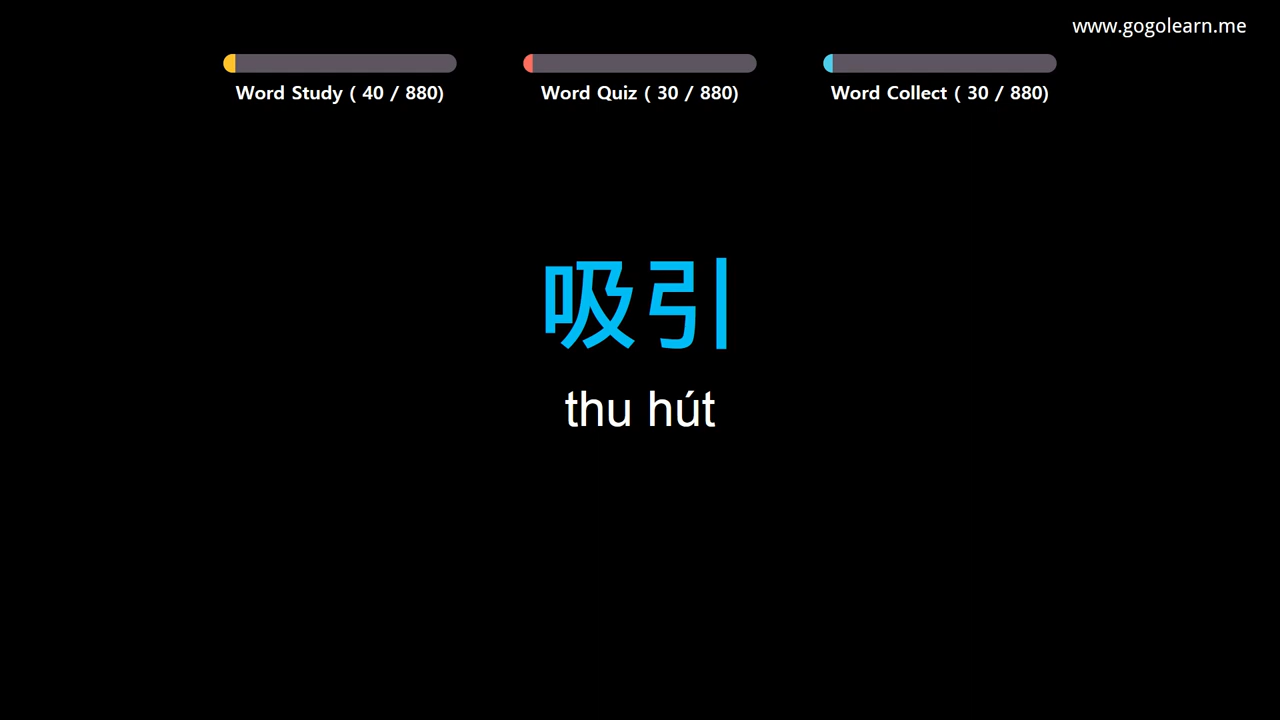 www.gogolearn.me
Word Study ( 40 / 880)
Word Quiz ( 30 / 880)
Word Collect ( 30 / 880)
吸引
thu hút